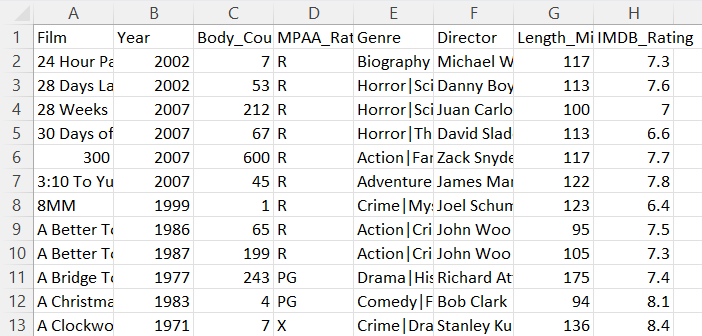 A B C D E F G H
1 Film Year Body_Cou MPAA_Rat Genre Director Length_Mi IMDB_Rating
2 24 Hour Pa 2002 7 R Biography Michael W 117 7.3
3 28 Days La 2002 53 R Horror|Sci Danny Boy 113 7.6
4 28 Weeks 2007 212 R Horror|Sci Juan Carlo 100 7
5 30 Days of 2007 67 R Horror|Th David Slad 113 6.6
6 300 2007 600 R Action|Fan Zack Snyde 117 7.7
7 3:10 To Yu 2007 45 R Adventure James Man 122 7.8
8 8MM 1999 1 R Crime|Mys Joel Schum 123 6.4
9 A Better To 1986 65 R Action|Cri John Woo 95 7.5
10 A Better To 1987 199 R Action|Cri John Woo 105 7.3
11 A Bridge To 1977 243 PG Drama|His Richard Att 175 7.4
12 A Christma 1983 4 PG Comedy|F Bob Clark 94 8.1
13 A Clockwo 1971 7 X Crime|Dra Stanley Ku 136 8.4